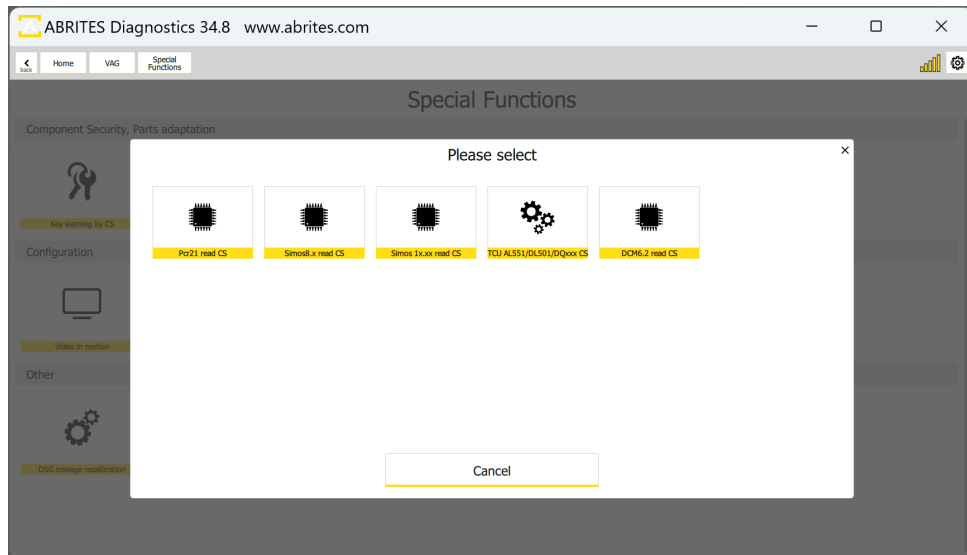 ABRITES Diagnostics 34.8 www.abrites.com
back
Home
VAG
Special
Functions
Special Functions
Component Security, Parts adaptation
Please select
Key learning by CS
Pcr21 read CS
Simos8.x read CS
Simos 1x.xx read CS
TCU AL551/DL501/DQxxx CS
DCM6.2 read CS
Configuration
Video in motion
Other
DSG mileage recalibration
Cancel